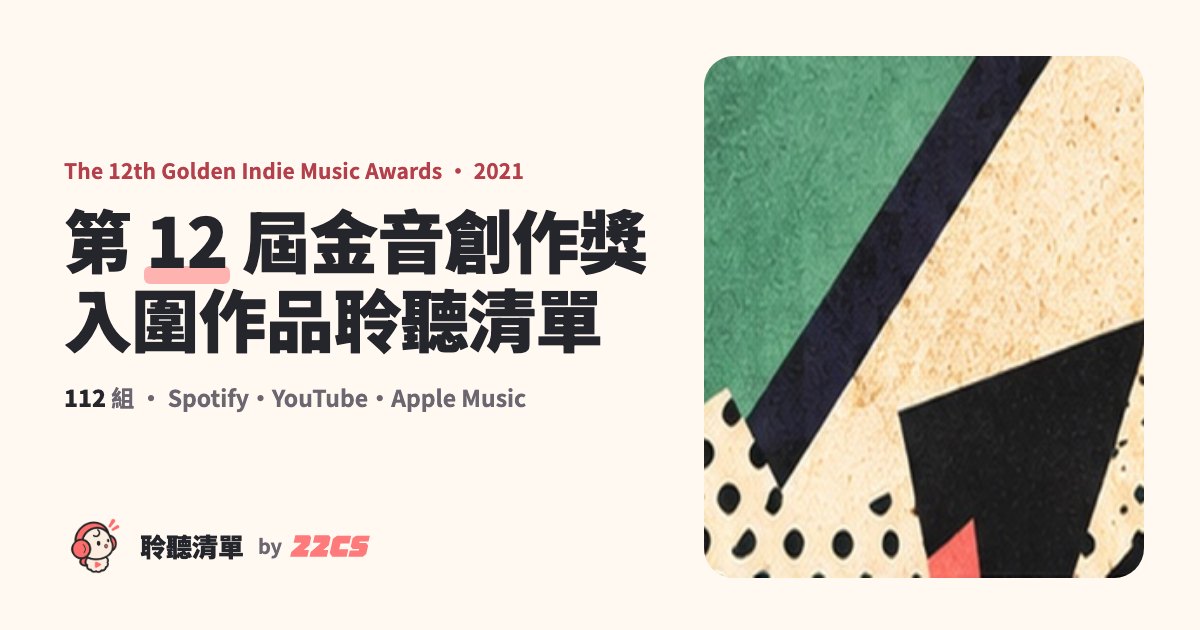 The 12th Golden Indie Music Awards • 2021
第 12 屆金音創作獎
入圍作品聆聽清單
112 組 • Spotify • YouTube • Apple Music
聆聽清單 by 22CS